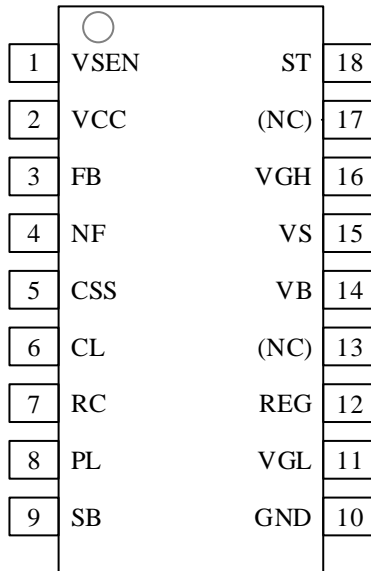 1 VSEN ST 18
2 VCC (NC) 17
3 FB VGH 16
4 NF VS 15
5 CSS VB 14
6 CL (NC) 13
7 RC REG 12
8 PL VGL 11
9 SB GND 10